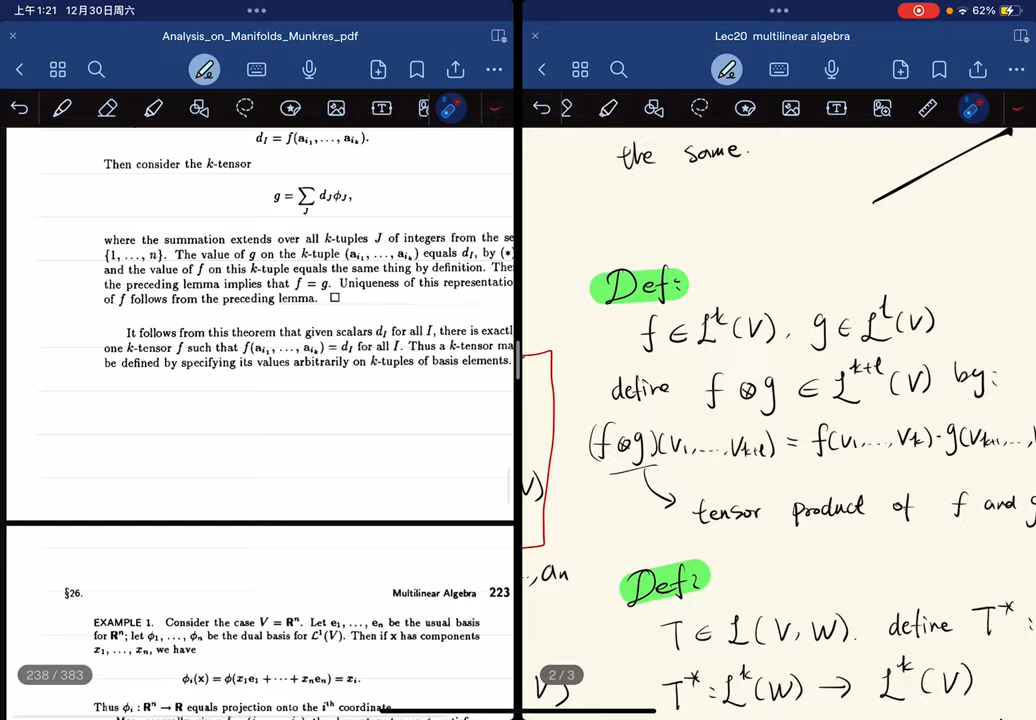 上午1:21 12月30日周六
62%
Analysis_on_Manifolds_Munkres_pdf
d_I = f(a_{i_1}, . . . , a_{i_k}).
Then consider the k-tensor
g = ∑_J d_J ϕ_J,
where the summation extends over all k-tuples J of integers from the se
{1, . . . , n}. The value of g on the k-tuple (a_{i_1}, . . . , a_{i_k}) equals d_I, by (*)
and the value of f on this k-tuple equals the same thing by definition. The
the preceding lemma implies that f = g. Uniqueness of this representatio
of f follows from the preceding lemma. □
It follows from this theorem that given scalars d_I for all I, there is exactl
one k-tensor f such that f(a_{i_1}, . . . , a_{i_k}) = d_I for all I. Thus a k-tensor ma
be defined by specifying its values arbitrarily on k-tuples of basis elements.
§26. Multilinear Algebra 223
EXAMPLE 1. Consider the case V = R^n. Let e_1, . . . , e_n be the usual basis
for R^n; let ϕ_1, . . . , ϕ_n be the dual basis for L^1(V). Then if x has components
x_1, . . . , x_n, we have
238 / 383
ϕ_i(x) = ϕ(x_1e_1 + · · · + x_ne_n) = x_i.
Thus ϕ_i : R^n → R equals projection onto the i^th coordinate.
Lec20 multilinear algebra
the same.
Def:
f ∈ L^k(V), g ∈ L^l(V)
define f ⊗ g ∈ L^{k+l}(V) by:
(f⊗g)(v_1, ..., v_{k+l}) = f(v_1, ..., v_k)·g(v_{k+1}, ...,
V)
tensor product of f and g
.., an
Def:
T ∈ L(V, W). define T^* :
2 / 3
V)
T^* : L^k(W) → L^k(V)